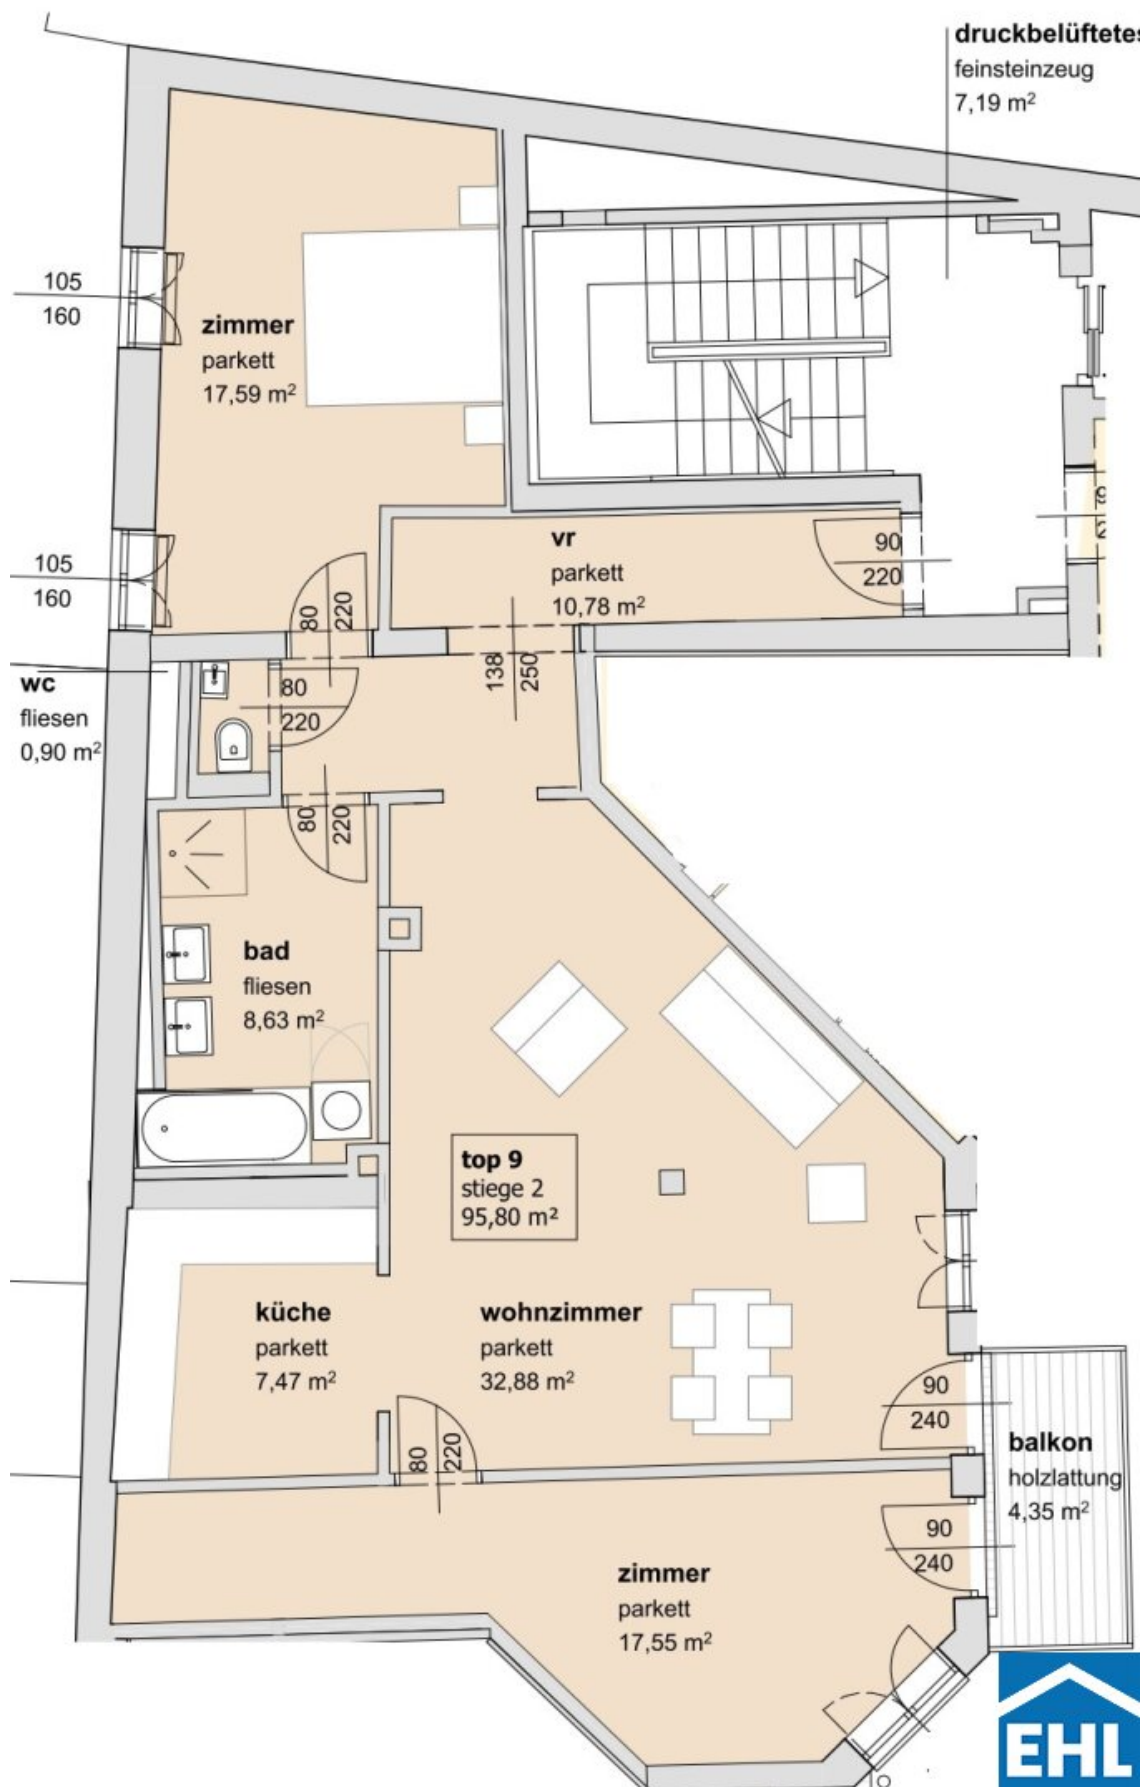 druckbelüftetes
feinsteinzeug
7,19 m²
105
160
zimmer
parkett
17,59 m²
105
160
vr
parkett
10,78 m²
90
220
80
220
138
250
wc
fliesen
0,90 m²
80
220
80
220
bad
fliesen
8,63 m²
top 9
stiege 2
95,80 m²
küche
parkett
7,47 m²
wohnzimmer
parkett
32,88 m²
90
240
80
220
balkon
holzlattung
4,35 m²
90
240
zimmer
parkett
17,55 m²
EHL